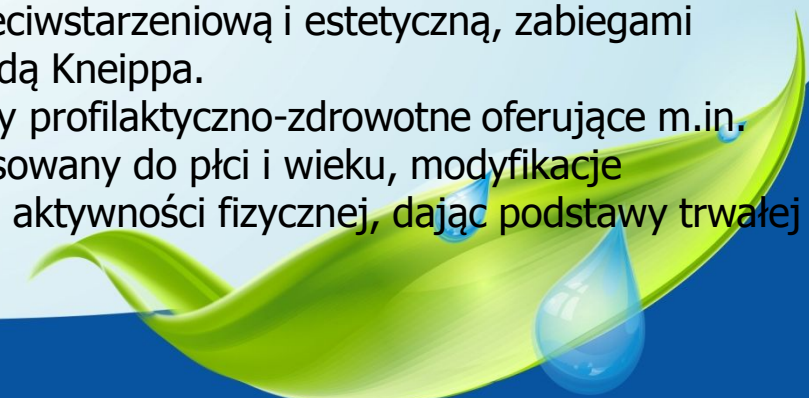 eciwstarzeniową i estetyczną, zabiegami
dą Kneippa.
y profilaktyczno-zdrowotne oferujące m.in.
sowany do płci i wieku, modyfikacje
aktywności fizycznej, dając podstawy trwałej